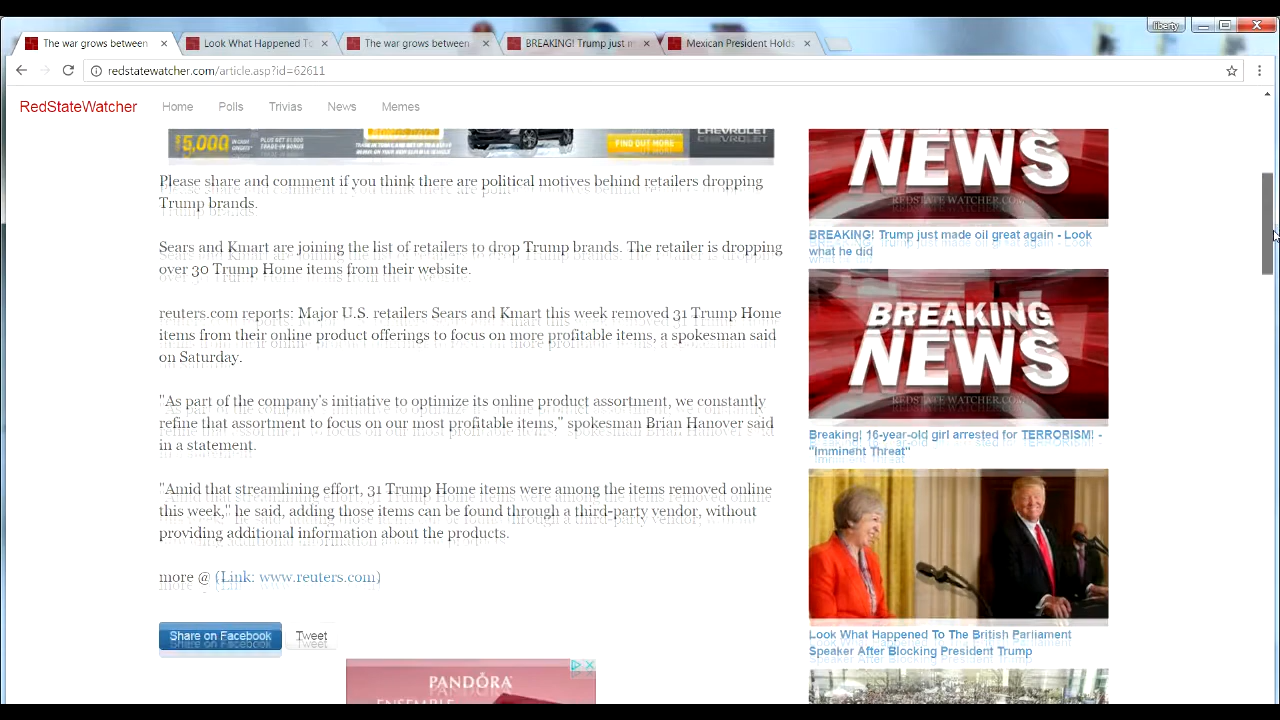 liberty
The war grows between
Look What Happened To
The war grows between
BREAKING! Trump just m
Mexican President Holds
redstatewatcher.com/article.asp?id=62611
RedStateWatcher
Home
Polls
Trivias
News
Memes
$5,000
FIND OUT MORE
CHEVROLET
Please share and comment if you think there are political motives behind retailers dropping
Trump brands.
Sears and Kmart are joining the list of retailers to drop Trump brands. The retailer is dropping
over 30 Trump Home items from their website.
reuters.com reports: Major U.S. retailers Sears and Kmart this week removed 31 Trump Home
items from their online product offerings to focus on more profitable items, a spokesman said
on Saturday.
"As part of the company's initiative to optimize its online product assortment, we constantly
refine that assortment to focus on our most profitable items," spokesman Brian Hanover said
in a statement.
"Amid that streamlining effort, 31 Trump Home items were among the items removed online
this week," he said, adding those items can be found through a third-party vendor, without
providing additional information about the products.
more @ (Link: www.reuters.com)
Share on Facebook
Tweet
PANDÓRA
NEWS
REDSTATEWATCHER.COM
BREAKING! Trump just made oil great again - Look
what he did
BREAKING
NEWS
REDSTATEWATCHER.COM
Breaking! 16-year-old girl arrested for TERRORISM! -
"Imminent Threat"
Look What Happened To The British Parliament
Speaker After Blocking President Trump